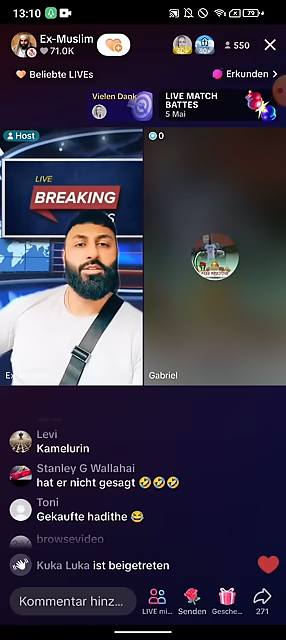 13:10
79
Ex-Muslim
71.0K
550
Beliebte LIVEs
Erkunden >
Vielen Dank
LIVE MATCH
BATTES
5 Mai
Host
0
LIVE
BREAKING
Gabriel
Levi
Kamelurin
Stanley G Wallahai
hat er nicht gesagt 🤣🤣🤣
Toni
Gekaufte hadithe 😂
browsevideo
Kuka Luka ist beigetreten
Kommentar hinz...
LIVE mi...
Senden
Gesche...
271